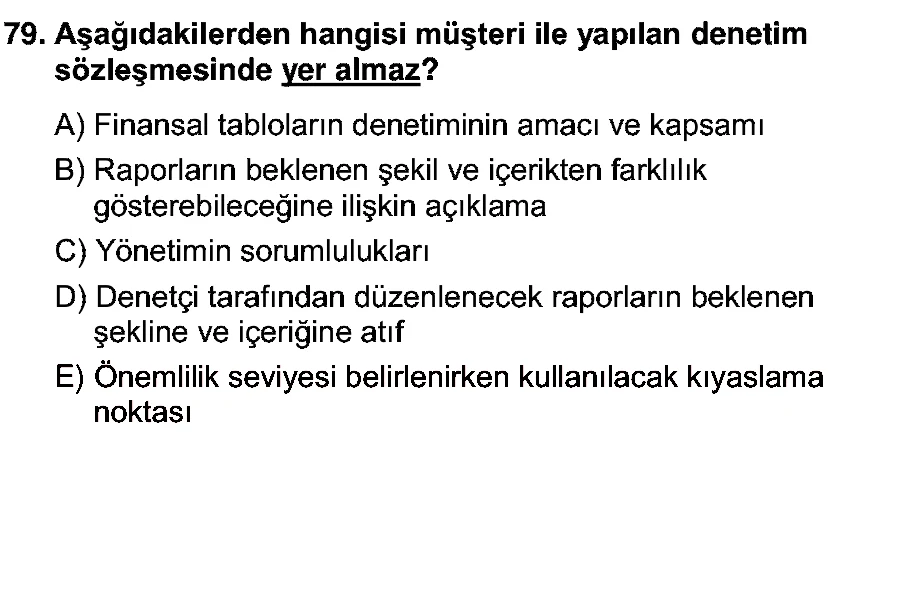 79. Aşağıdakilerden hangisi müşteri ile yapılan denetim
sözleşmesinde yer almaz?
A) Finansal tabloların denetiminin amacı ve kapsamı
B) Raporların beklenen şekil ve içerikten farklılık
gösterebileceğine ilişkin açıklama
C) Yönetimin sorumlulukları
D) Denetçi tarafından düzenlenecek raporların beklenen
şekline ve içeriğine atıf
E) Önemlilik seviyesi belirlenirken kullanılacak kıyaslama
noktası